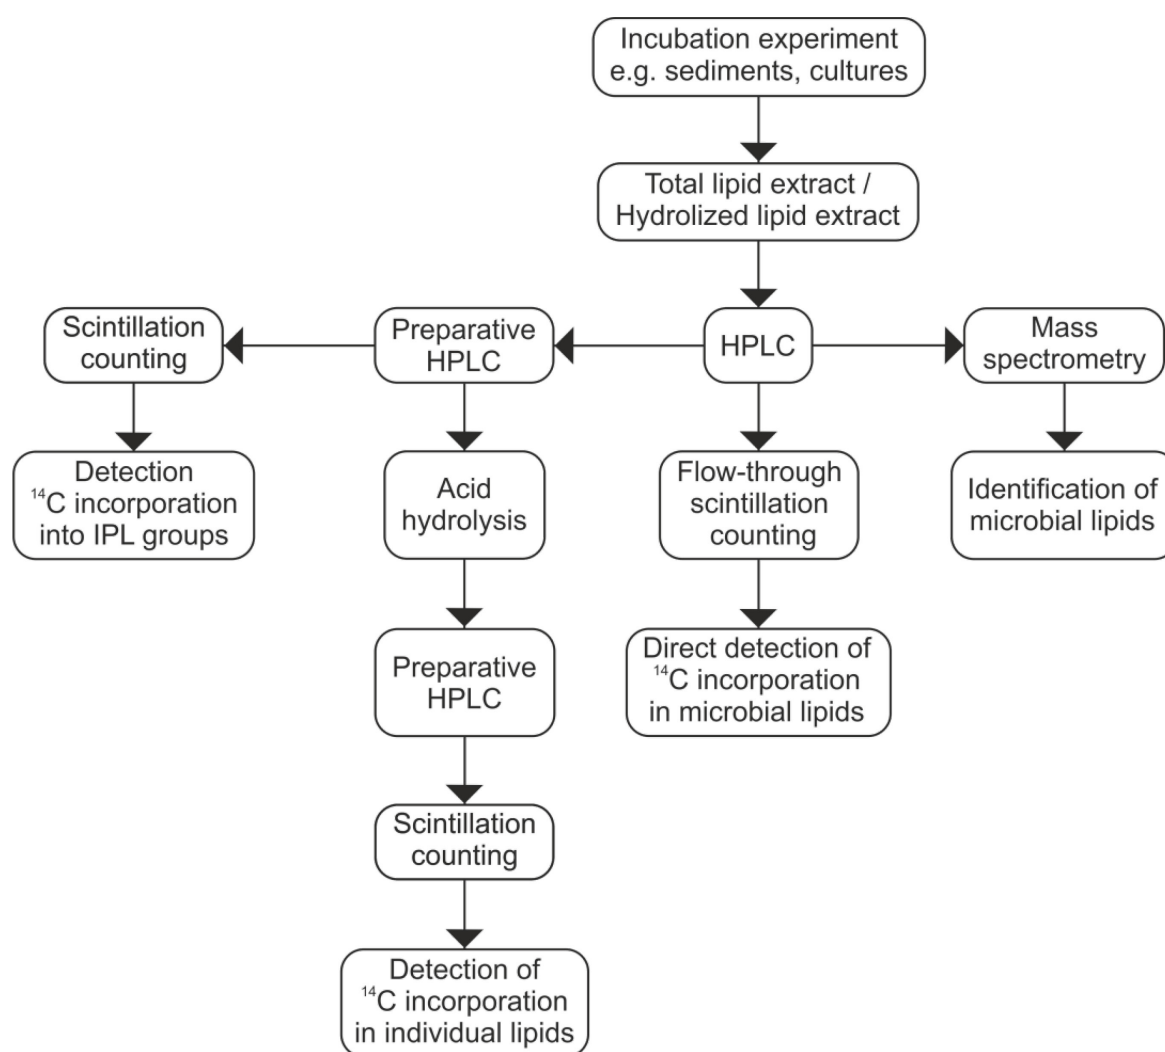 Incubation experiment
e.g. sediments, cultures
Total lipid extract /
Hydrolized lipid extract
Scintillation
counting
Preparative
HPLC
HPLC
Mass
spectrometry
Detection
¹⁴C incorporation
into IPL groups
Acid
hydrolysis
Flow-through
scintillation
counting
Identification of
microbial lipids
Preparative
HPLC
Direct detection of
¹⁴C incorporation
in microbial lipids
Scintillation
counting
Detection of
¹⁴C incorporation
in individual lipids